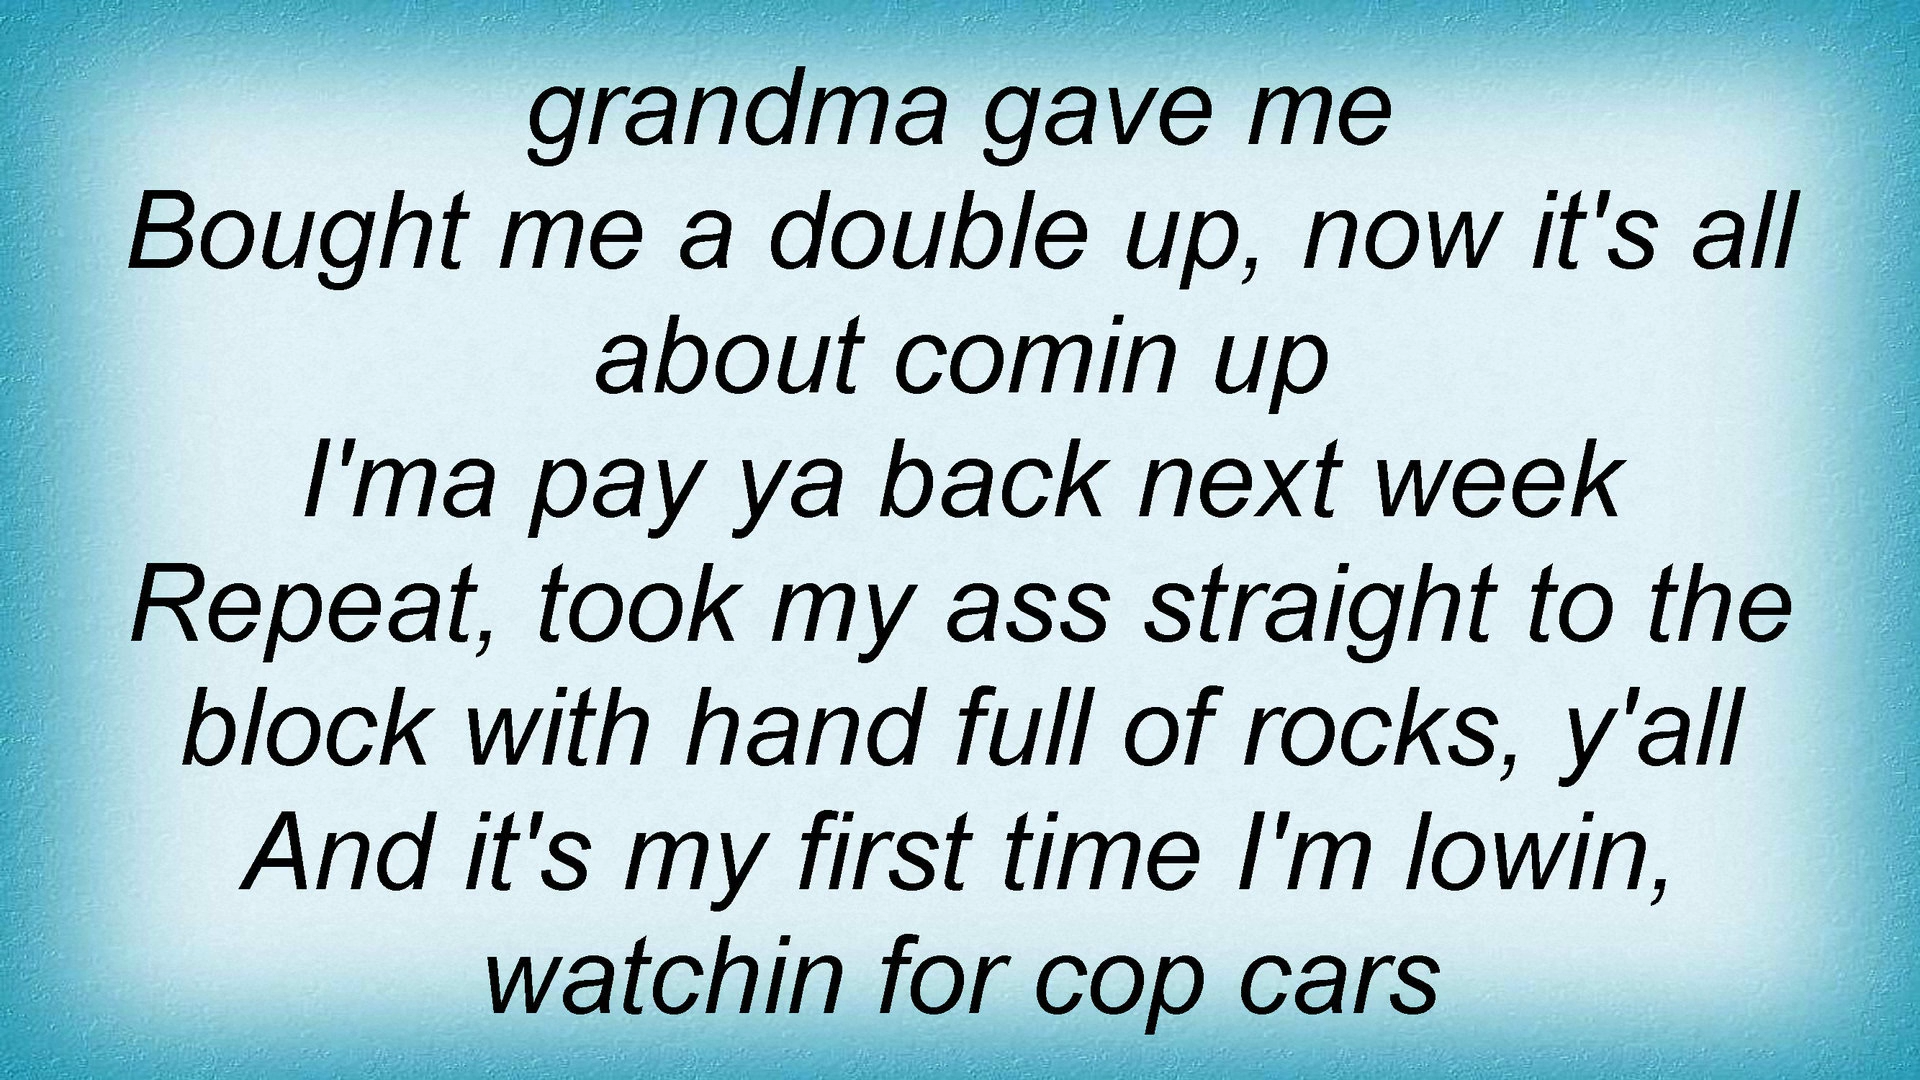 grandma gave me
Bought me a double up, now it's all
about comin up
I'ma pay ya back next week
Repeat, took my ass straight to the
block with hand full of rocks, y'all
And it's my first time I'm lowin,
watchin for cop cars